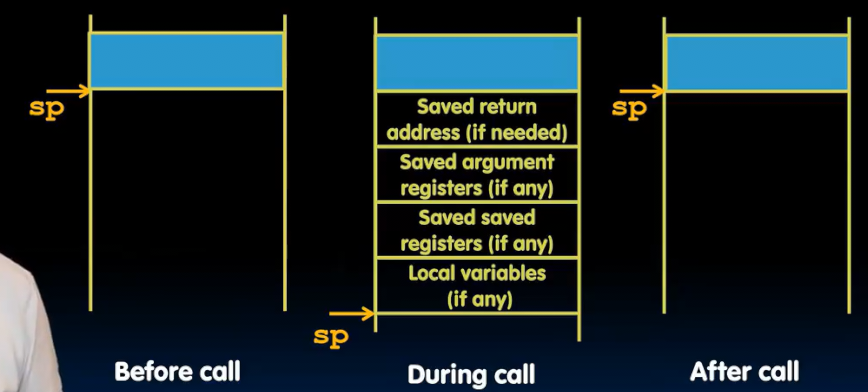 sp
Before call
Saved return
address (if needed)
Saved argument
registers (if any)
Saved saved
registers (if any)
Local variables
(if any)
sp
During call
sp
After call